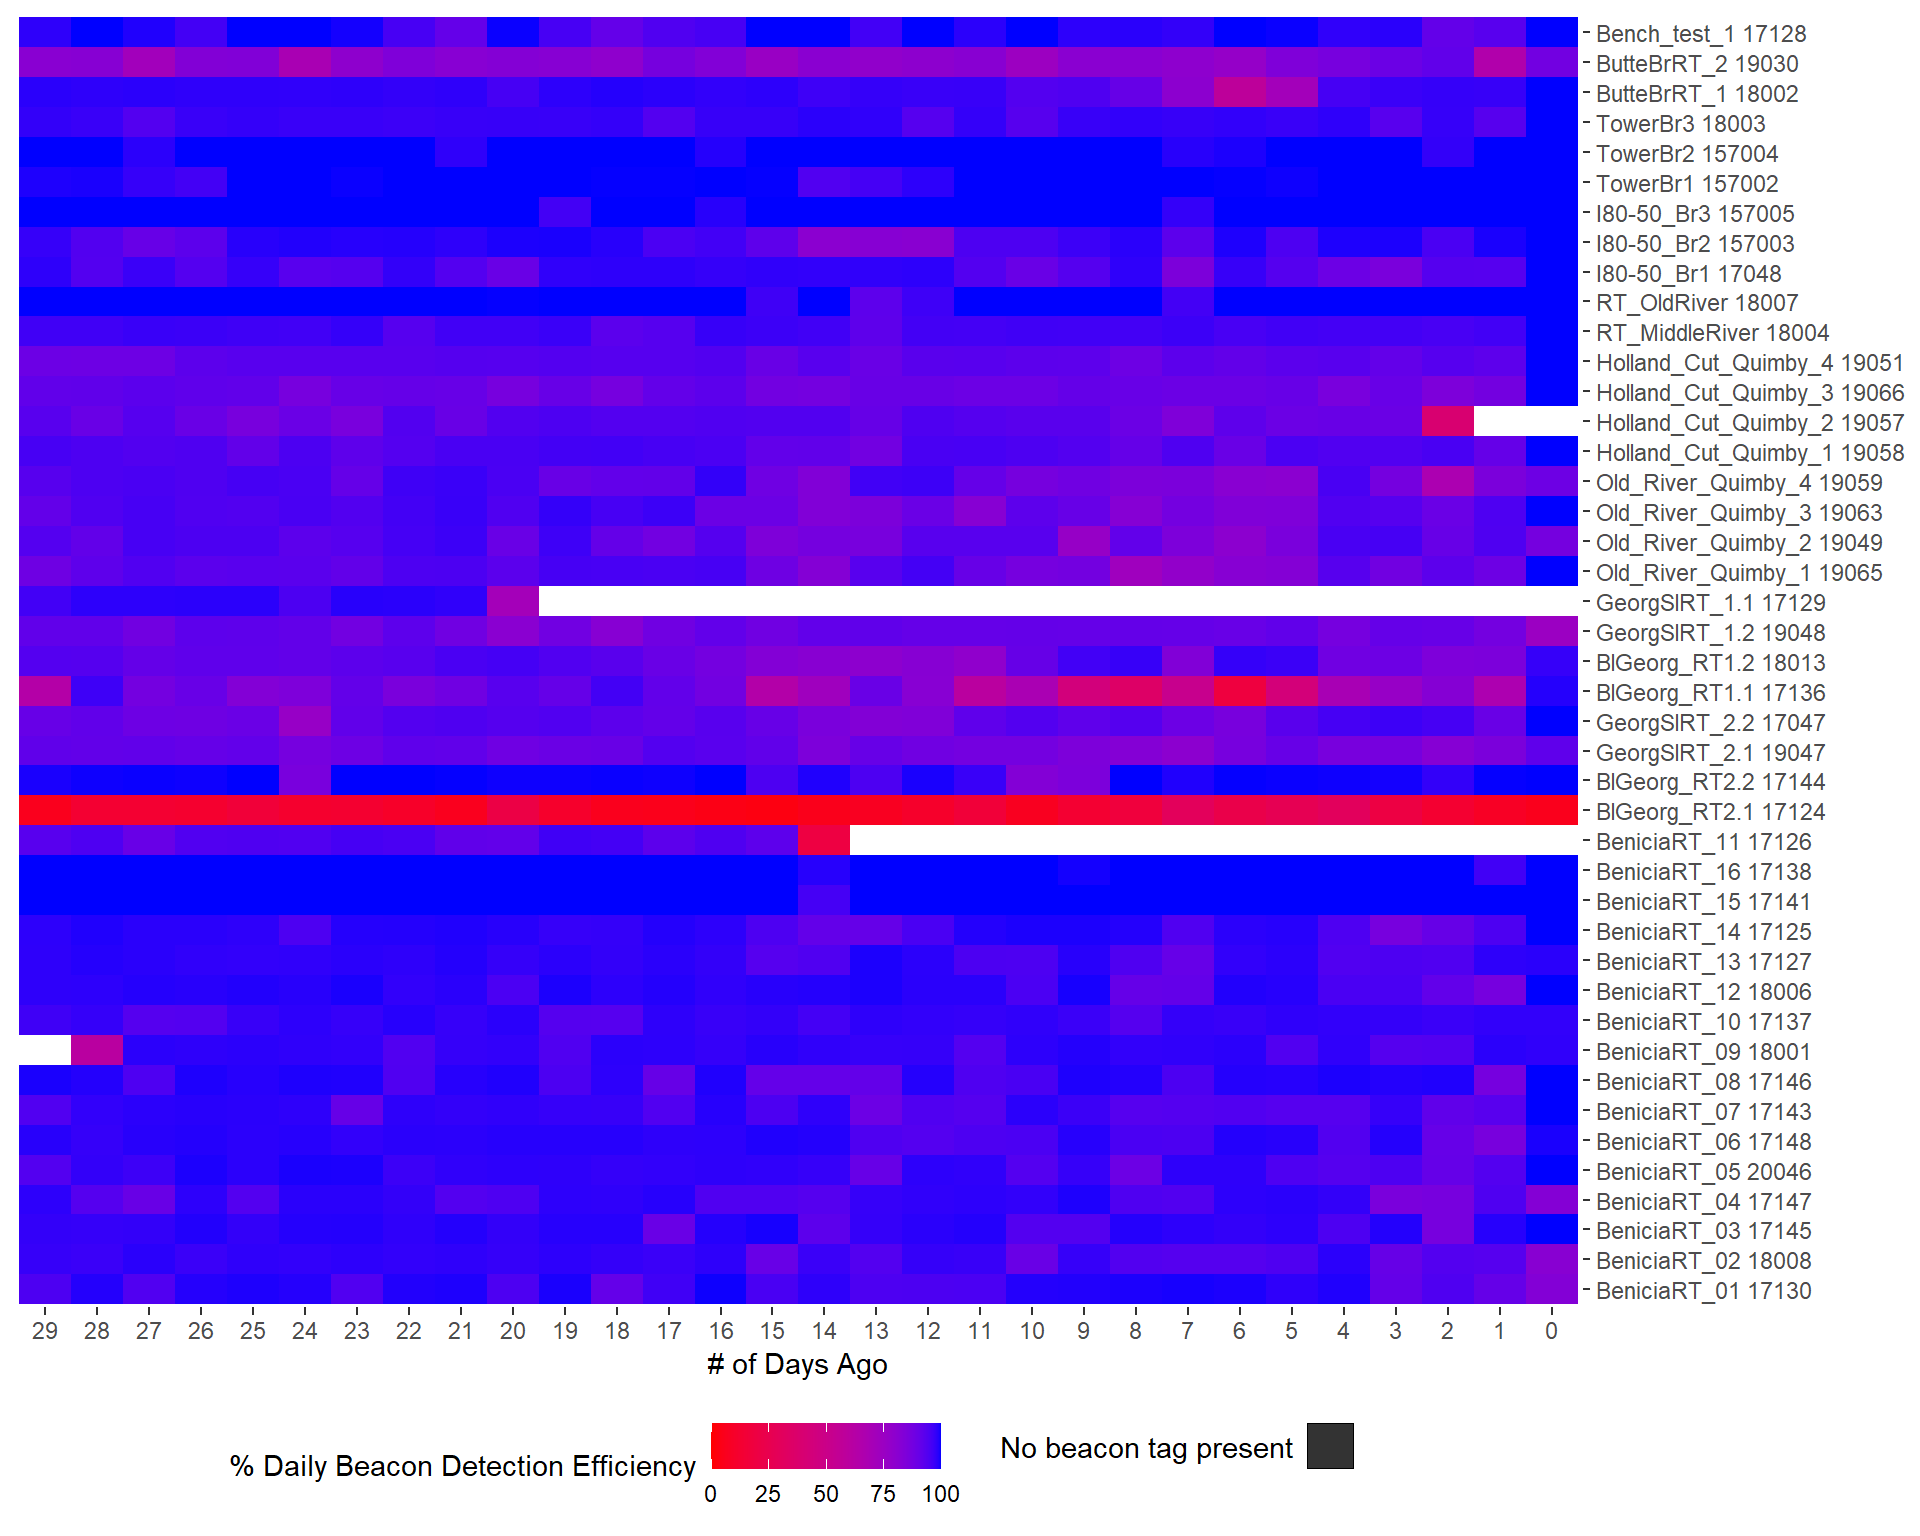 Bench_test_1 17128
ButteBrRT_2 19030
ButteBrRT_1 18002
TowerBr3 18003
TowerBr2 157004
TowerBr1 157002
I80-50_Br3 157005
I80-50_Br2 157003
I80-50_Br1 17048
RT_OldRiver 18007
RT_MiddleRiver 18004
Holland_Cut_Quimby_4 19051
Holland_Cut_Quimby_3 19066
Holland_Cut_Quimby_2 19057
Holland_Cut_Quimby_1 19058
Old_River_Quimby_4 19059
Old_River_Quimby_3 19063
Old_River_Quimby_2 19049
Old_River_Quimby_1 19065
GeorgSlRT_1.1 17129
GeorgSlRT_1.2 19048
BlGeorg_RT1.2 18013
BlGeorg_RT1.1 17136
GeorgSlRT_2.2 17047
GeorgSlRT_2.1 19047
BlGeorg_RT2.2 17144
BlGeorg_RT2.1 17124
BeniciaRT_11 17126
BeniciaRT_16 17138
BeniciaRT_15 17141
BeniciaRT_14 17125
BeniciaRT_13 17127
BeniciaRT_12 18006
BeniciaRT_10 17137
BeniciaRT_09 18001
BeniciaRT_08 17146
BeniciaRT_07 17143
BeniciaRT_06 17148
BeniciaRT_05 20046
BeniciaRT_04 17147
BeniciaRT_03 17145
BeniciaRT_02 18008
BeniciaRT_01 17130
29 28 27 26 25 24 23 22 21 20 19 18 17 16 15 14 13 12 11 10 9 8 7 6 5 4 3 2 1 0
# of Days Ago
% Daily Beacon Detection Efficiency
0 25 50 75 100
No beacon tag present